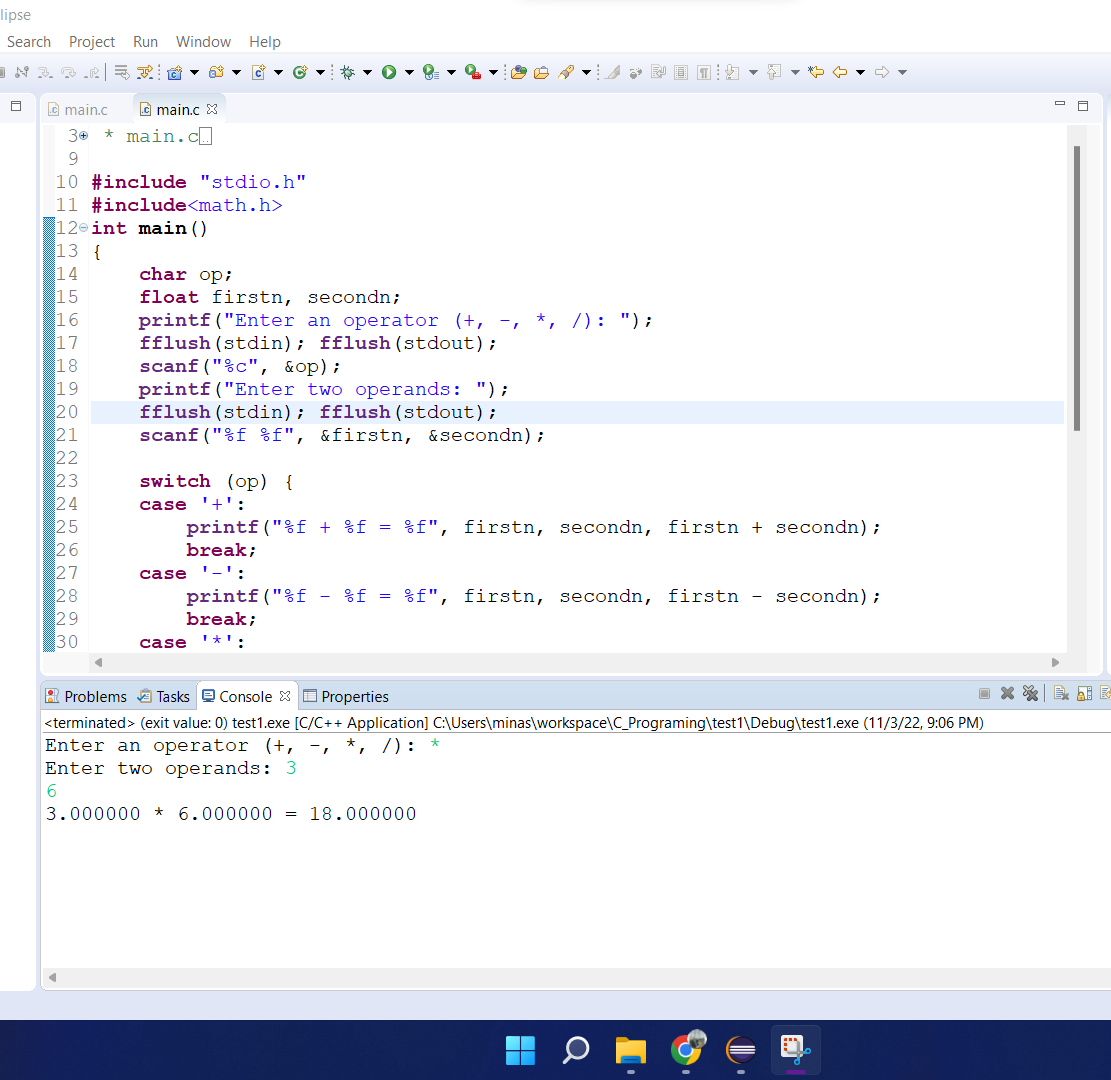 lipse
Search Project Run Window Help
main.c main.c
3 * main.c
9
10 #include "stdio.h"
11 #include<math.h>
12 int main()
13 {
14 char op;
15 float firstn, secondn;
16 printf("Enter an operator (+, -, *, /): ");
17 fflush(stdin); fflush(stdout);
18 scanf("%c", &op);
19 printf("Enter two operands: ");
20 fflush(stdin); fflush(stdout);
21 scanf("%f %f", &firstn, &secondn);
22
23 switch (op) {
24 case '+':
25 printf("%f + %f = %f", firstn, secondn, firstn + secondn);
26 break;
27 case '-':
28 printf("%f - %f = %f", firstn, secondn, firstn - secondn);
29 break;
30 case '*':
Problems Tasks Console Properties
<terminated> (exit value: 0) test1.exe [C/C++ Application] C:\Users\minas\workspace\C_Programing\test1\Debug\test1.exe (11/3/22, 9:06 PM)
Enter an operator (+, -, *, /): *
Enter two operands: 3
6
3.000000 * 6.000000 = 18.000000